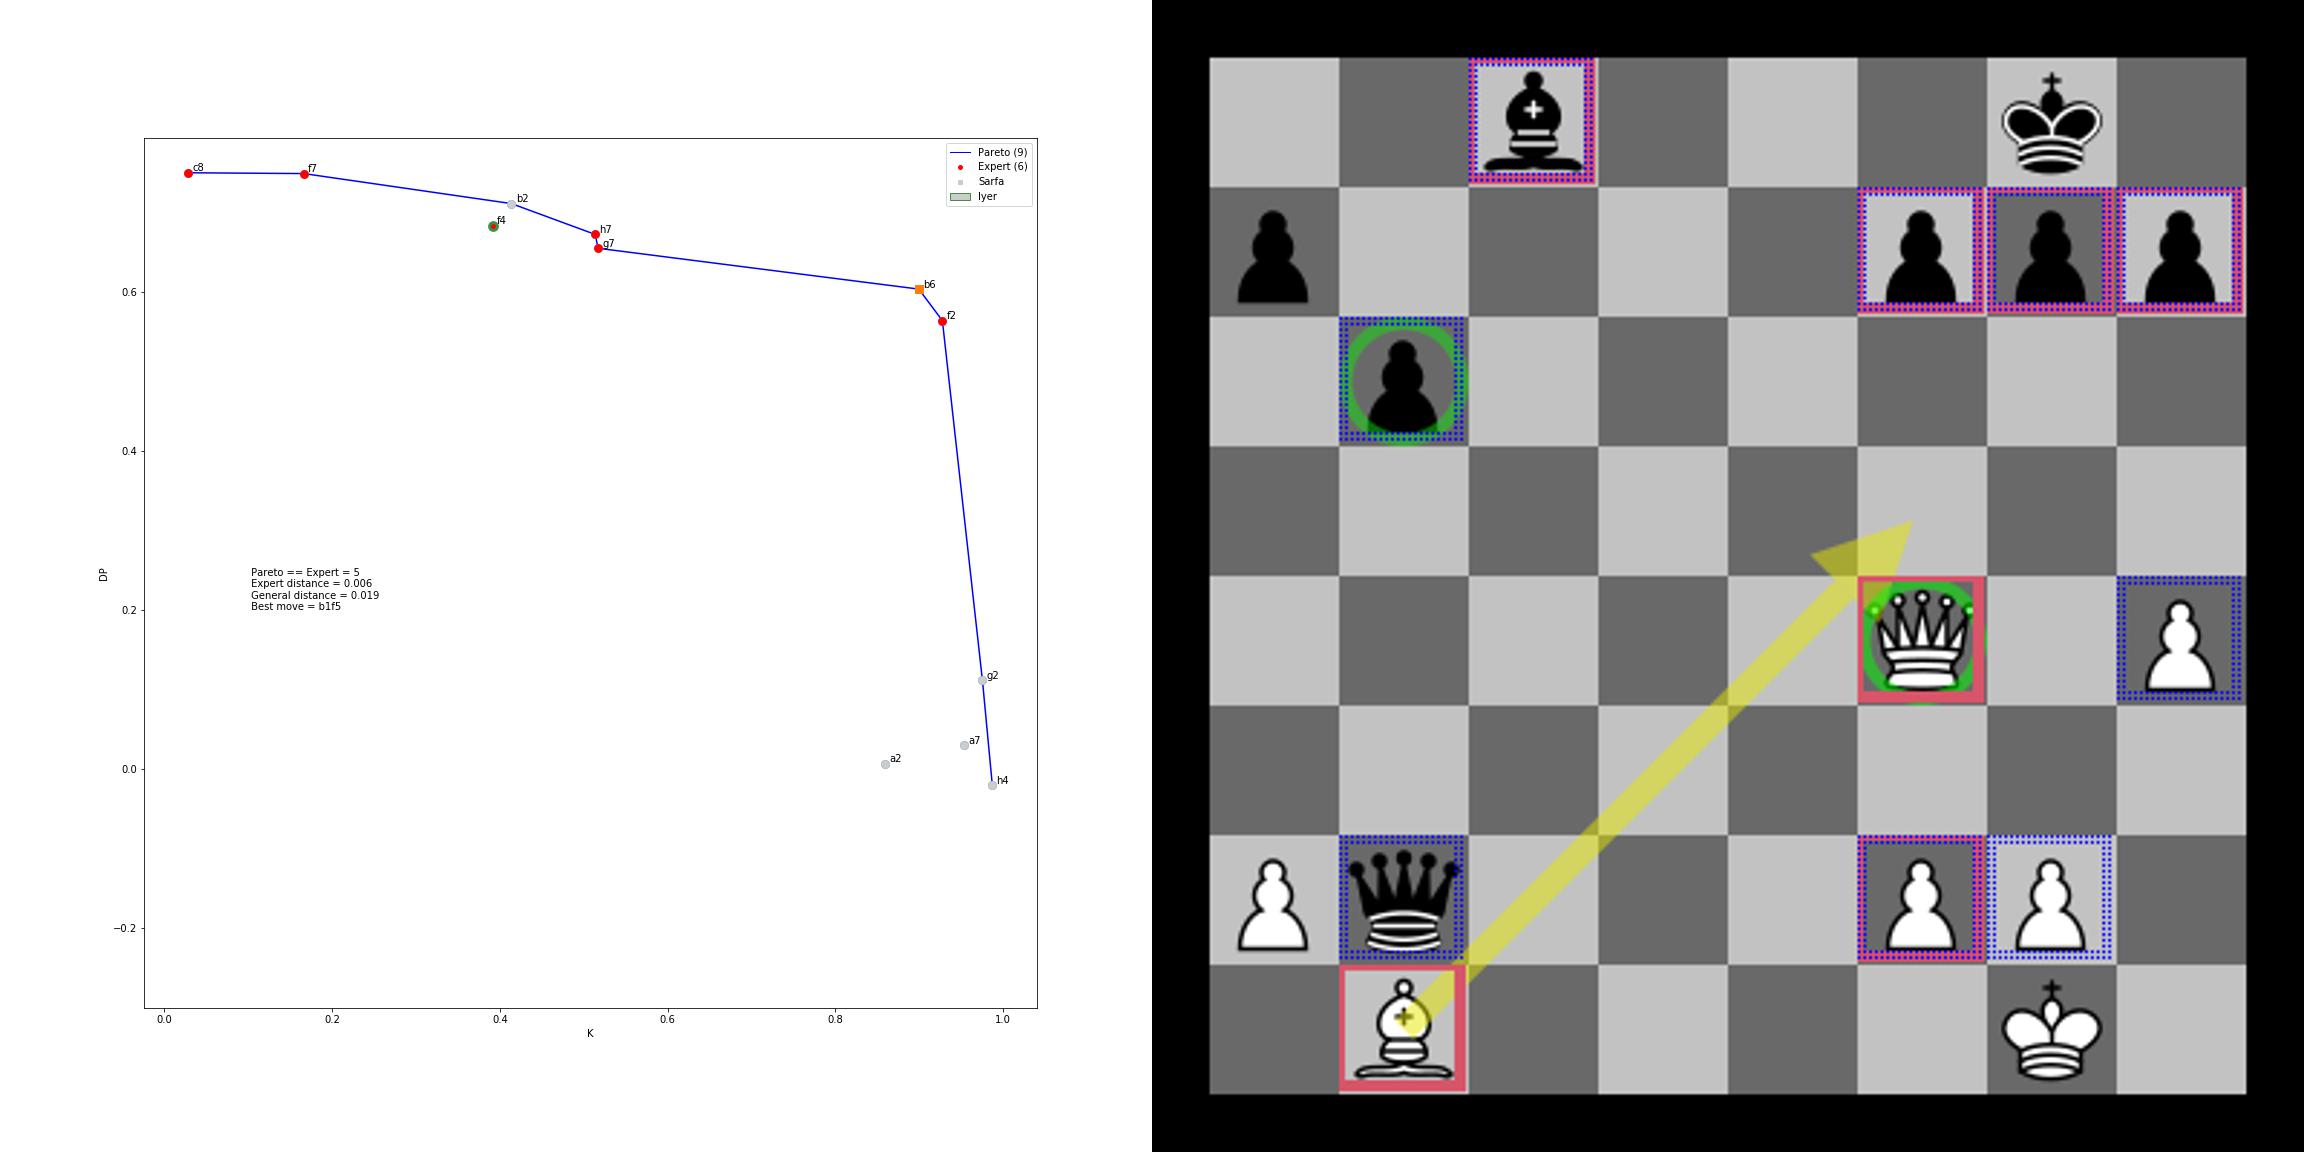 Pareto (9)
Expert (6)
Sarfa
Iyer
c8
f7
b2
f4
h7
g7
b6
f2
g2
a7
a2
h4
0.6
0.4
0.2
0.0
−0.2
DP
Pareto == Expert = 5
Expert distance = 0.006
General distance = 0.019
Best move = b1f5
0.0 0.2 0.4 0.6 0.8 1.0
K